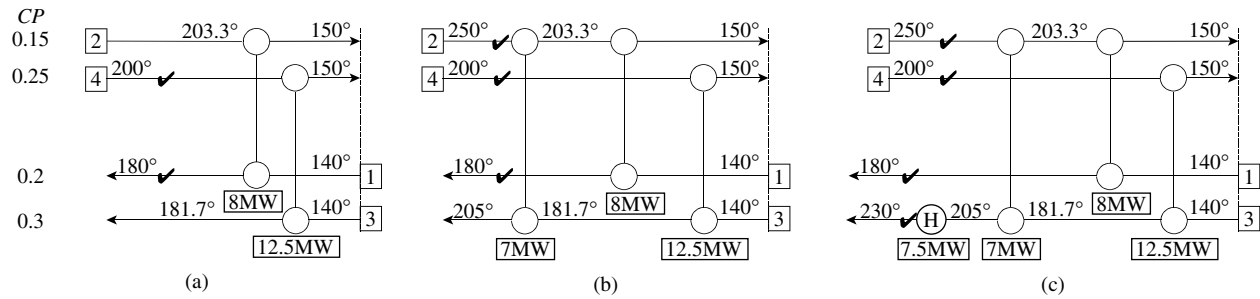 CP
0.15 2 203.3° 150° 2 250° 203.3° 150° 2 250° 203.3° 150°
0.25 4 200° 150° 4 200° 150° 4 200° 150°
0.2 180° 140° 1 180° 140° 1 180° 140° 1
8MW 8MW 8MW
0.3 181.7° 140° 3 205° 181.7° 140° 3 230° H 205° 181.7° 140° 3
12.5MW 7MW 12.5MW 7.5MW 7MW 12.5MW
(a) (b) (c)